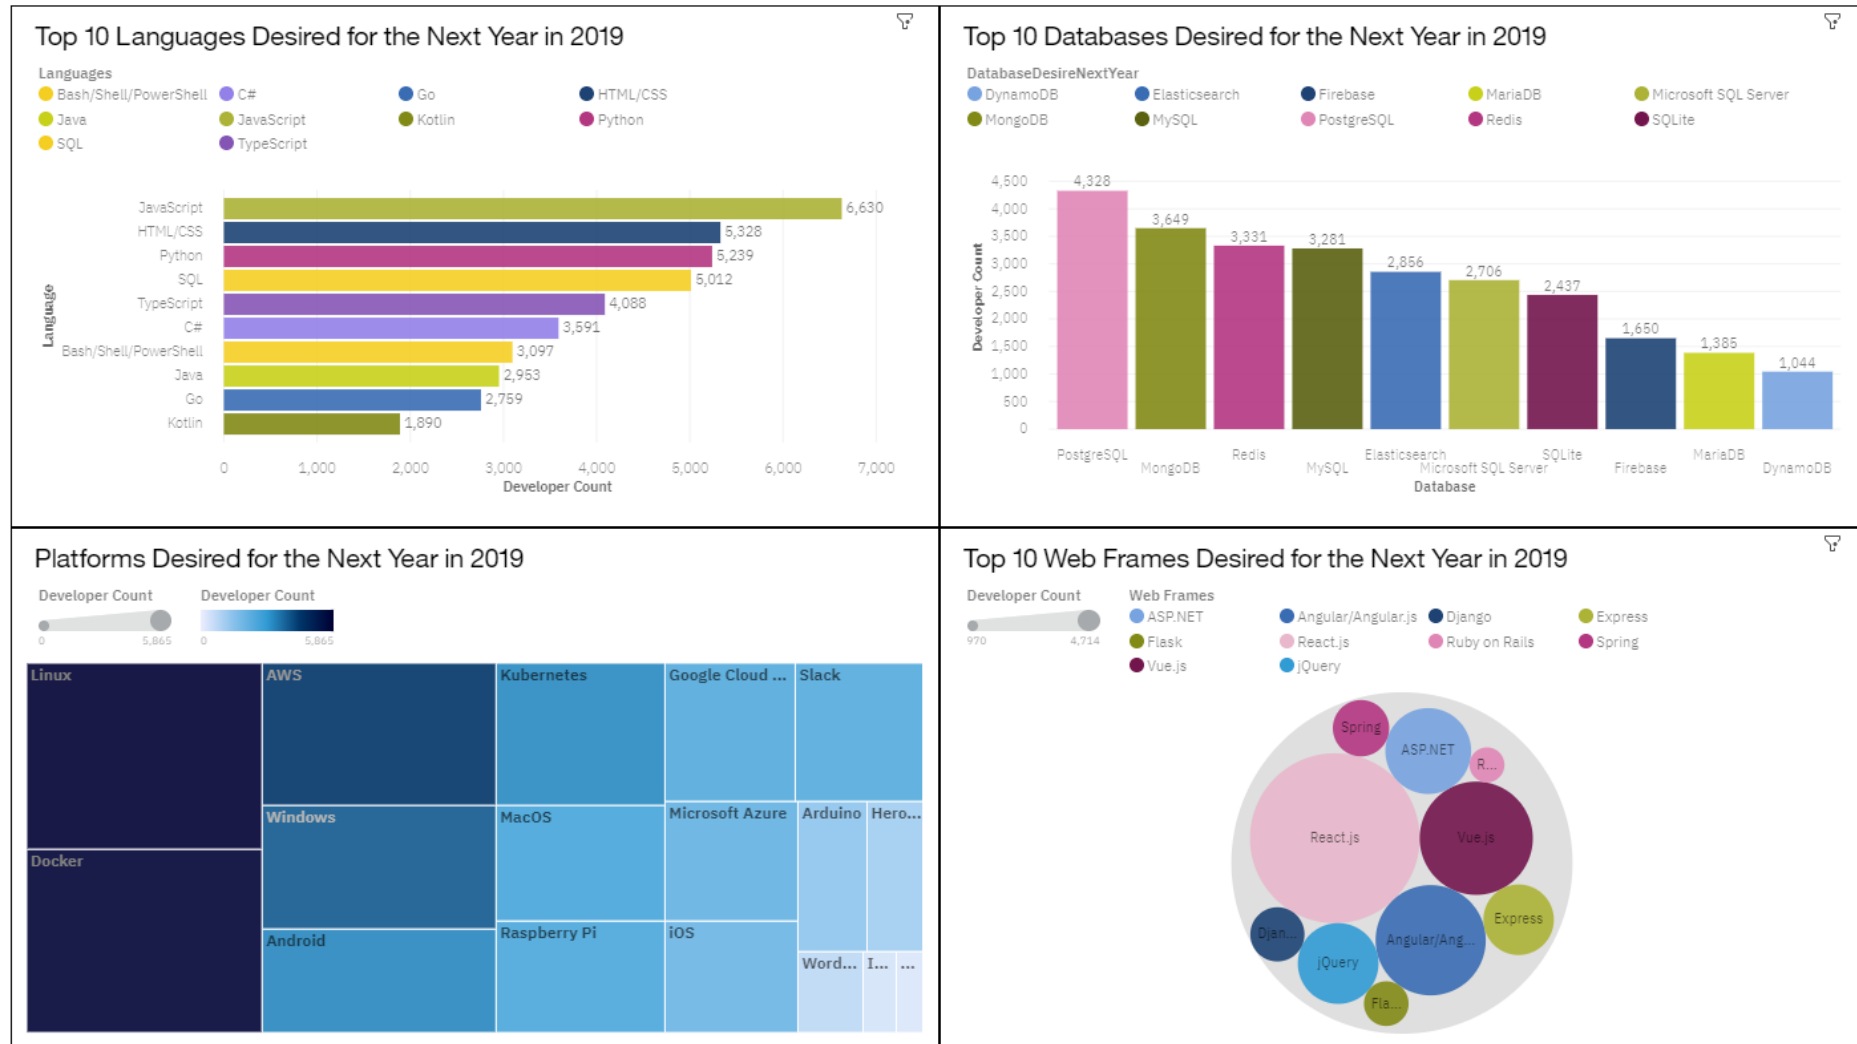 Top 10 Languages Desired for the Next Year in 2019
Languages
Bash/Shell/PowerShell C# Go HTML/CSS
Java JavaScript Kotlin Python
SQL TypeScript
JavaScript 6,630
HTML/CSS 5,328
Python 5,239
SQL 5,012
TypeScript 4,088
C# 3,591
Bash/Shell/PowerShell 3,097
Java 2,953
Go 2,759
Kotlin 1,890
Language
0 1,000 2,000 3,000 4,000 5,000 6,000 7,000
Developer Count
Top 10 Databases Desired for the Next Year in 2019
DatabaseDesireNextYear
DynamoDB Elasticsearch Firebase MariaDB Microsoft SQL Server
MongoDB MySQL PostgreSQL Redis SQLite
4,500
4,000
3,500
3,000
2,500
2,000
1,500
1,000
500
0
Developer Count
4,328 3,649 3,331 3,281 2,856 2,706 2,437 1,650 1,385 1,044
PostgreSQL MongoDB Redis MySQL Elasticsearch Microsoft SQL Server SQLite Firebase MariaDB DynamoDB
Database
Platforms Desired for the Next Year in 2019
Developer Count Developer Count
0 5,865 0 5,865
Linux AWS Kubernetes Google Cloud ... Slack
Windows MacOS Microsoft Azure Arduino Hero...
Docker
Android Raspberry Pi iOS
Word... I... ...
Top 10 Web Frames Desired for the Next Year in 2019
Developer Count Web Frames
970 4,714
ASP.NET Angular/Angular.js Django Express
Flask React.js Ruby on Rails Spring
Vue.js jQuery
Spring
ASP.NET
R...
React.js
Vue.js
Express
Djan...
Angular/Ang...
jQuery
Fla...